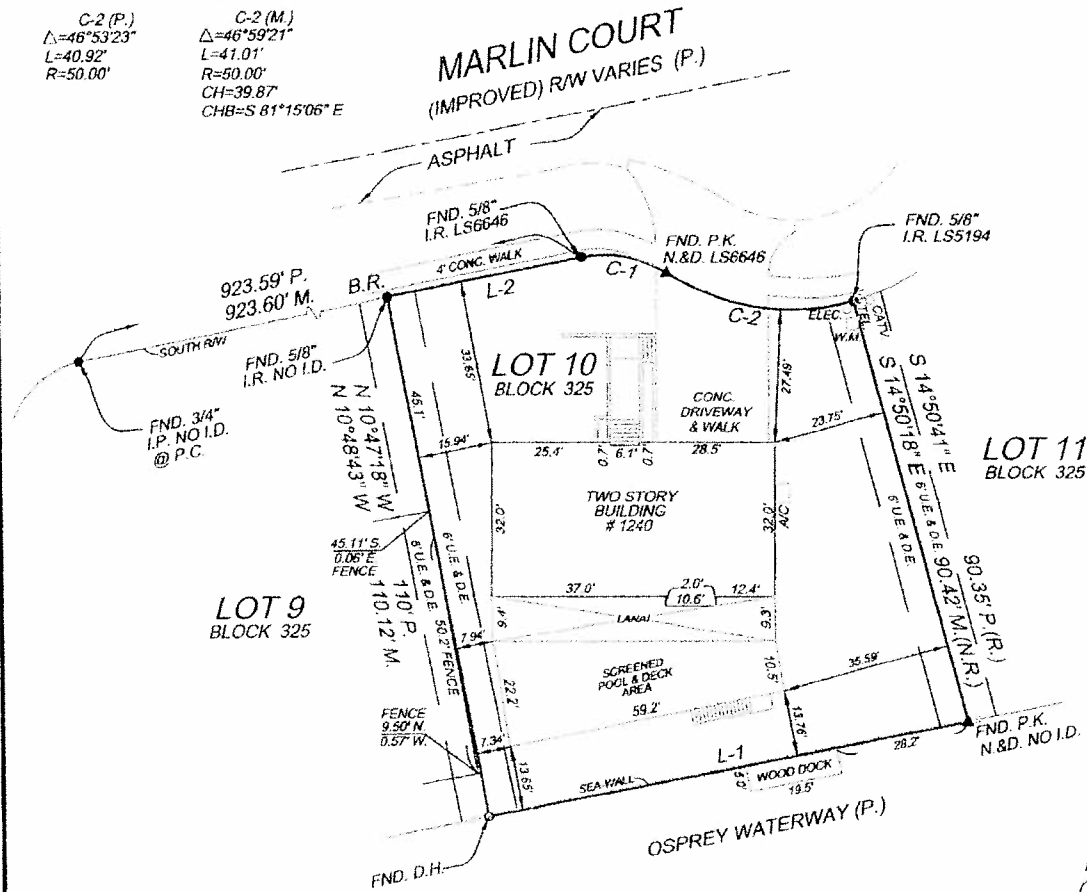 C-2 (P.)
△=46°53'23"
L=40.92'
R=50.00'
C-2 (M.)
△=46°59'21"
L=41.01'
R=50.00'
CH=39.87'
CHB=S 81°15'06" E
MARLIN COURT
(IMPROVED) R/W VARIES (P.)
ASPHALT
FND. 5/8"
I.R. LS6646
FND. P.K.
N.&D. LS6646
FND. 5/8"
I.R. LS5194
923.59' P.
923.60' M.
B.R.
4' CONC. WALK
L-2
C-1
C-2
ELEC.
TEL.
CATV
W.M.
SOUTH R/W
FND. 5/8"
I.R. NO I.D.
FND. 3/4"
I.P. NO I.D.
@ P.C.
LOT 10
BLOCK 325
33.65'
27.49'
CONC.
DRIVEWAY
& WALK
23.75'
45.1'
15.94'
25.4'
0.7'
6.1'
0.7'
28.5'
N 10°47'18" W
N 10°48'43" W
S 14°50'41" E
S 14°50'18" E
LOT 11
BLOCK 325
TWO STORY
BUILDING
# 1240
32.0'
32.0'
A/C
6' U.E. & D.E.
6' U.E. & D.E.
45.11' S.
0.06' E.
FENCE
6' U.E. & D.E.
6' U.E. & D.E.
110' P.
110.12' M.
50.2' FENCE
37.0'
2.0'
10.6'
12.4'
LANAI
9.4'
9.3'
7.94'
LOT 9
BLOCK 325
90.35' P.(R.)
90.42' M.(N.R.)
SCREENED
POOL & DECK
AREA
10.5'
35.59'
22.2'
59.2'
FENCE
9.50' N.
0.57' W.
7.34'
13.65'
13.76'
L-1
28.2'
FND. P.K.
N.&D. NO I.D.
SEA WALL
5.0'
WOOD DOCK
19.5'
OSPREY WATERWAY (P.)
FND. D.H.